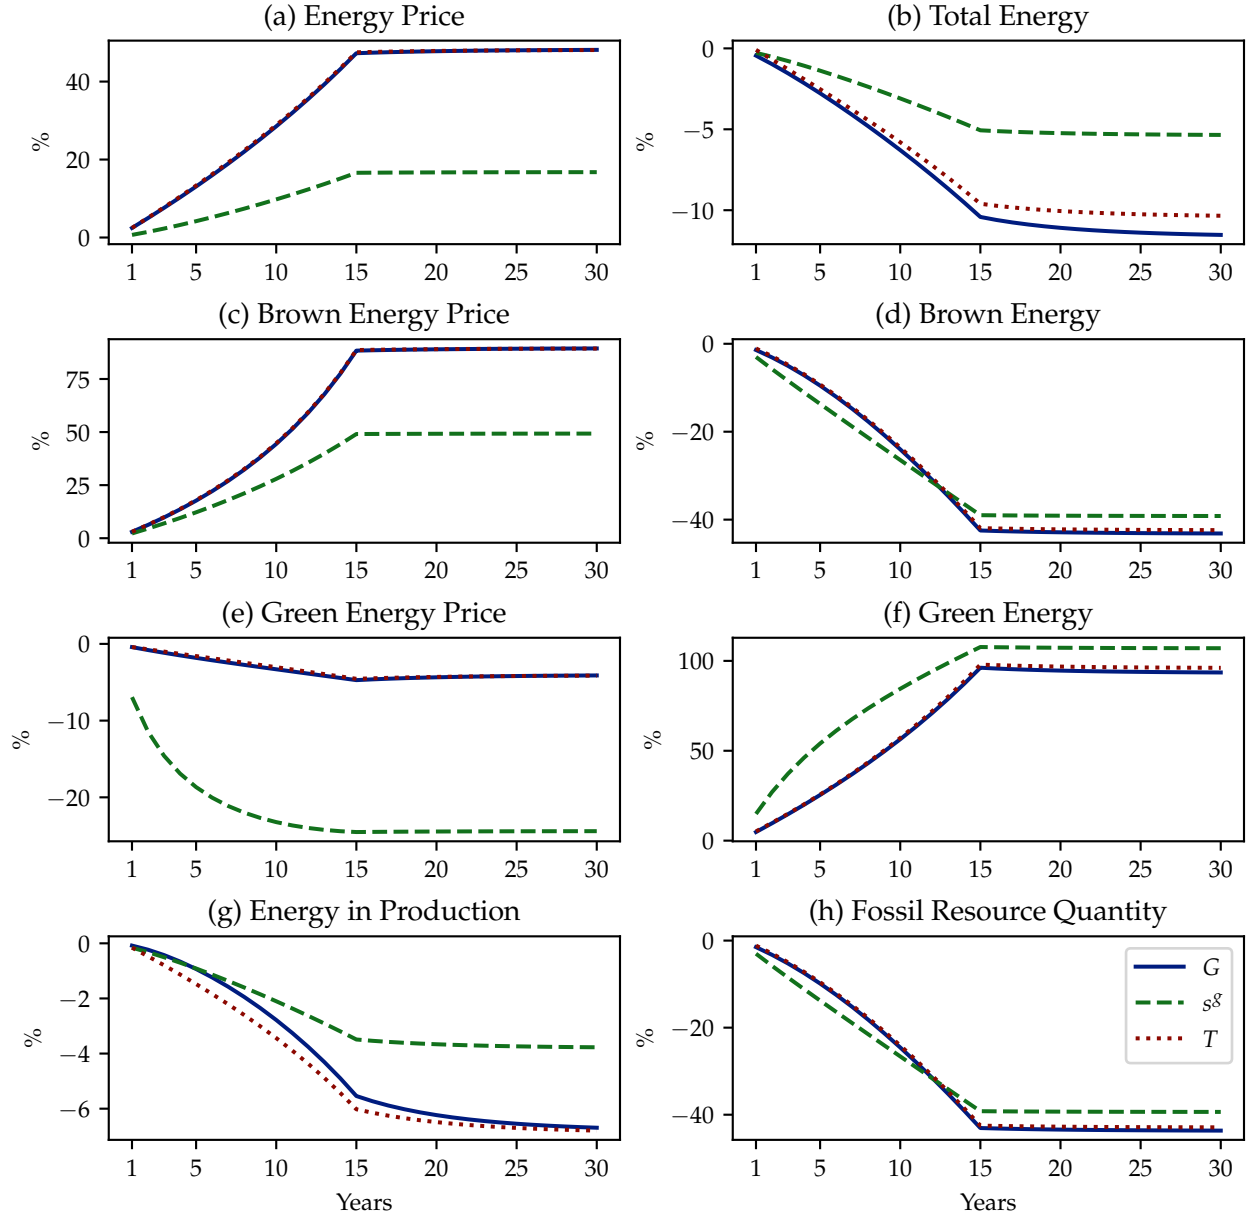 (a) Energy Price
%
40
20
0
1 5 10 15 20 25 30
(b) Total Energy
%
0
−5
−10
1 5 10 15 20 25 30
(c) Brown Energy Price
%
75
50
25
0
1 5 10 15 20 25 30
(d) Brown Energy
%
0
−20
−40
1 5 10 15 20 25 30
(e) Green Energy Price
%
0
−10
−20
1 5 10 15 20 25 30
(f) Green Energy
%
100
50
0
1 5 10 15 20 25 30
(g) Energy in Production
%
0
−2
−4
−6
1 5 10 15 20 25 30
Years
(h) Fossil Resource Quantity
%
0
−20
−40
G
s^g
T
1 5 10 15 20 25 30
Years